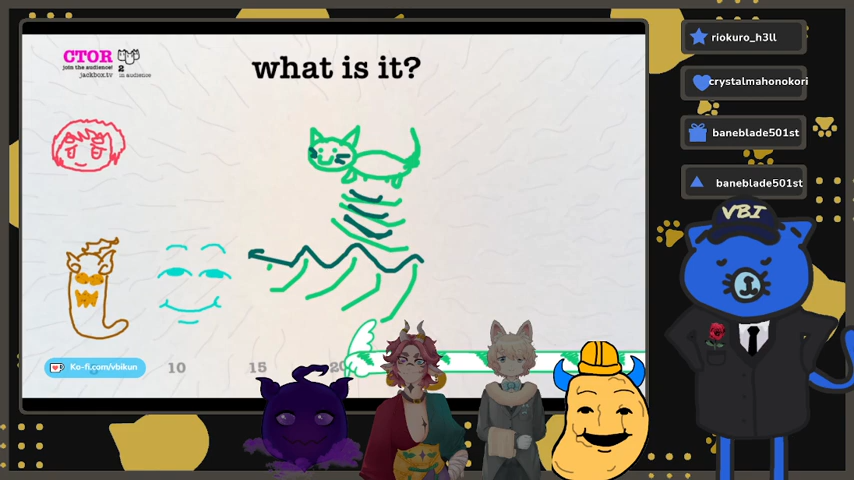 CTOR
join the audience!
jackbox.tv
2
in audience
what is it?
riokuro_h3ll
crystalmahonokori
baneblade501st
baneblade501st
VBI
Ko-fi.com/vbikun
10
15
20